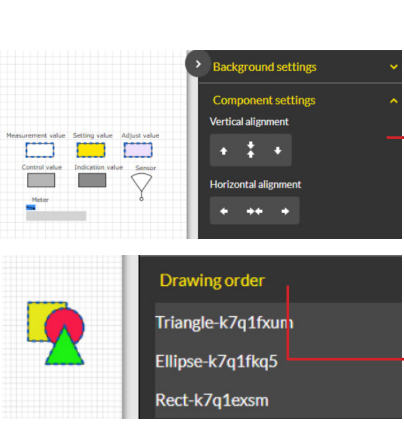 Background settings
Component settings
Vertical alignment
Horizontal alignment
Measurement value Setting value Adjust value
Control value Indication value Sensor
Meter
Drawing order
Triangle-k7q1fxum
Ellipse-k7q1fkq5
Rect-k7q1exsm